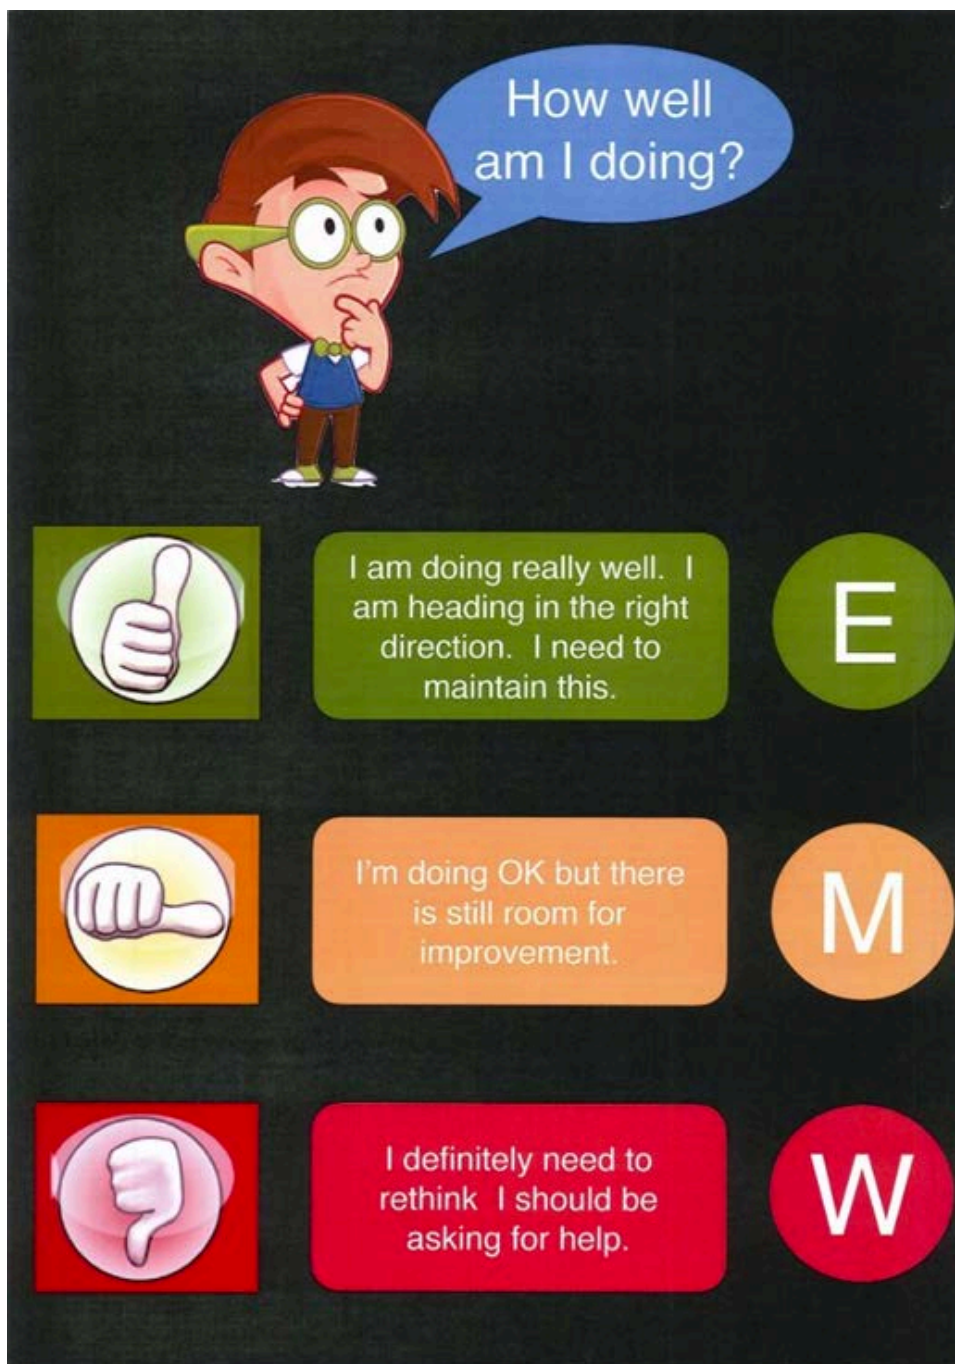 How well
am I doing?
I am doing really well. I
am heading in the right
direction. I need to
maintain this.
E
I'm doing OK but there
is still room for
improvement.
M
I definitely need to
rethink I should be
asking for help.
W